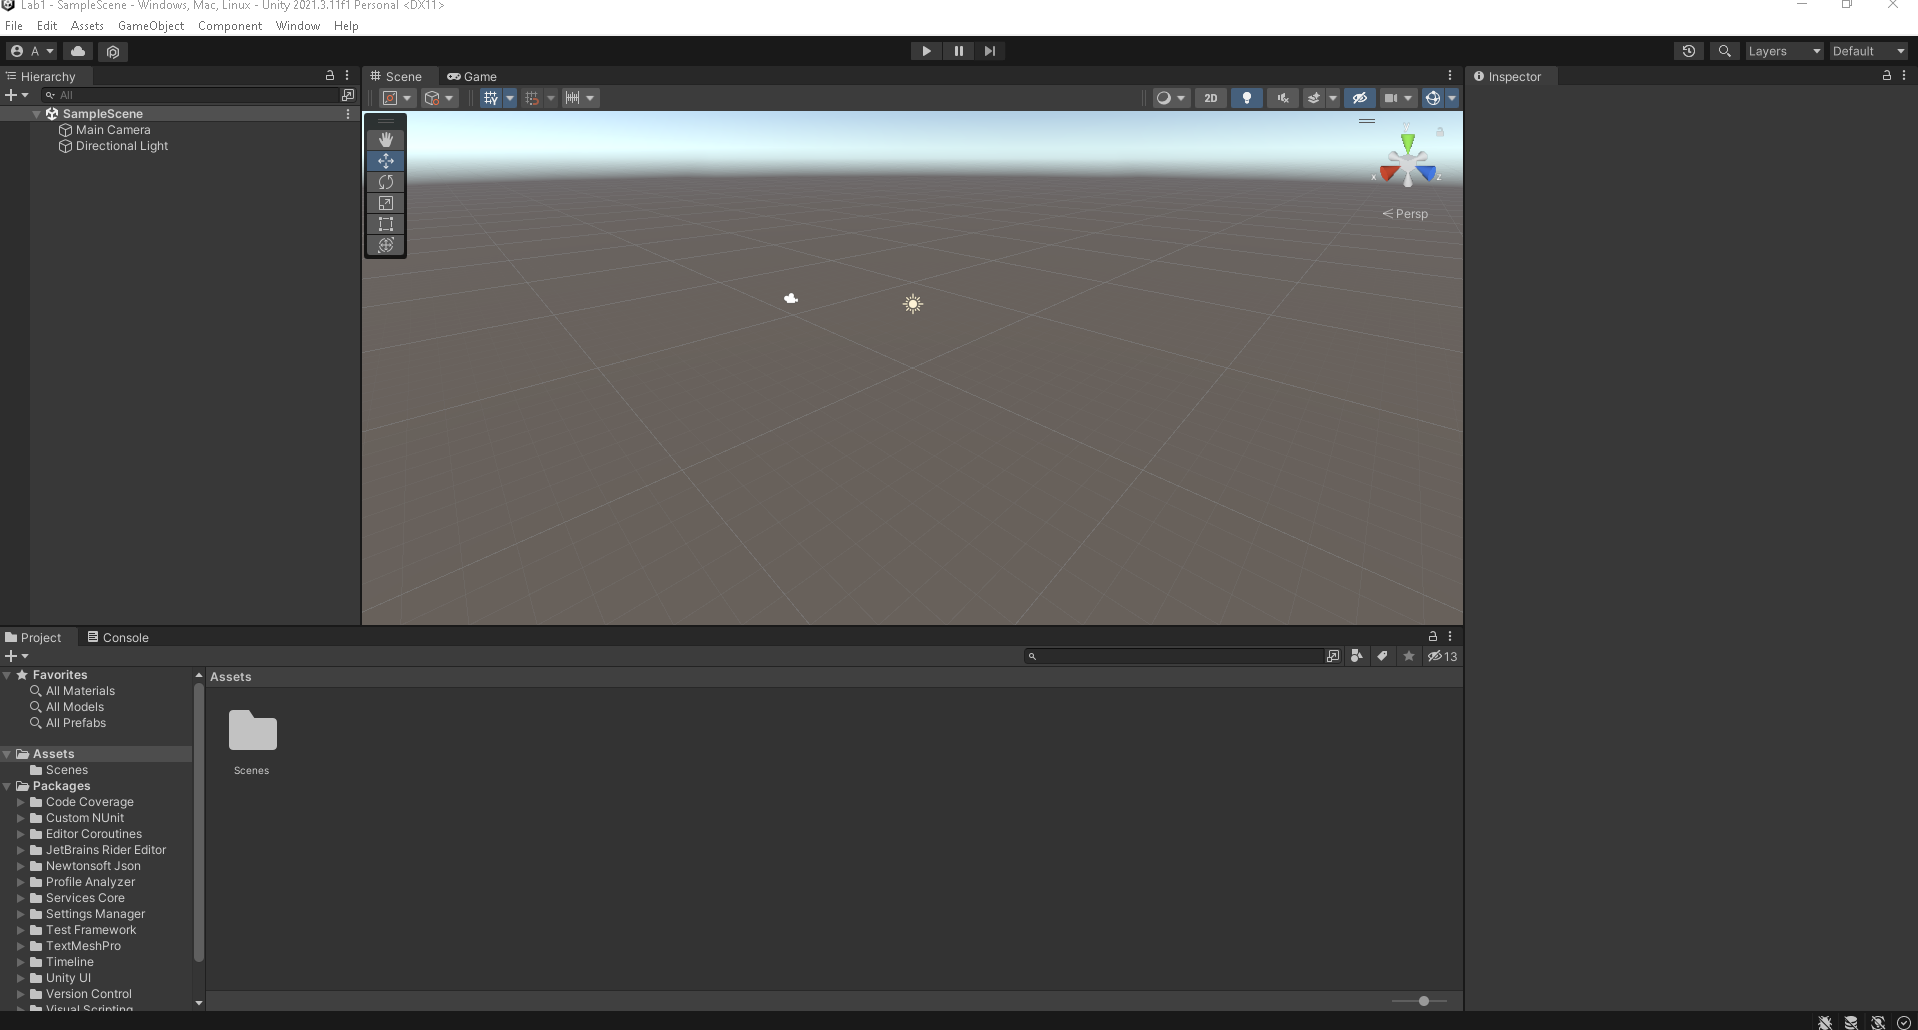 Lab1 - SampleScene - Windows, Mac, Linux - Unity 2021.3.11f1 Personal <DX11>
File Edit Assets GameObject Component Window Help
A
Layers
Default
Hierarchy
All
SampleScene
Main Camera
Directional Light
Scene
Game
2D
y
x
z
Persp
Inspector
Project
Console
13
Favorites
All Materials
All Models
All Prefabs
Assets
Scenes
Packages
Code Coverage
Custom NUnit
Editor Coroutines
JetBrains Rider Editor
Newtonsoft Json
Profile Analyzer
Services Core
Settings Manager
Test Framework
TextMeshPro
Timeline
Unity UI
Version Control
Visual Scripting
Assets
Scenes